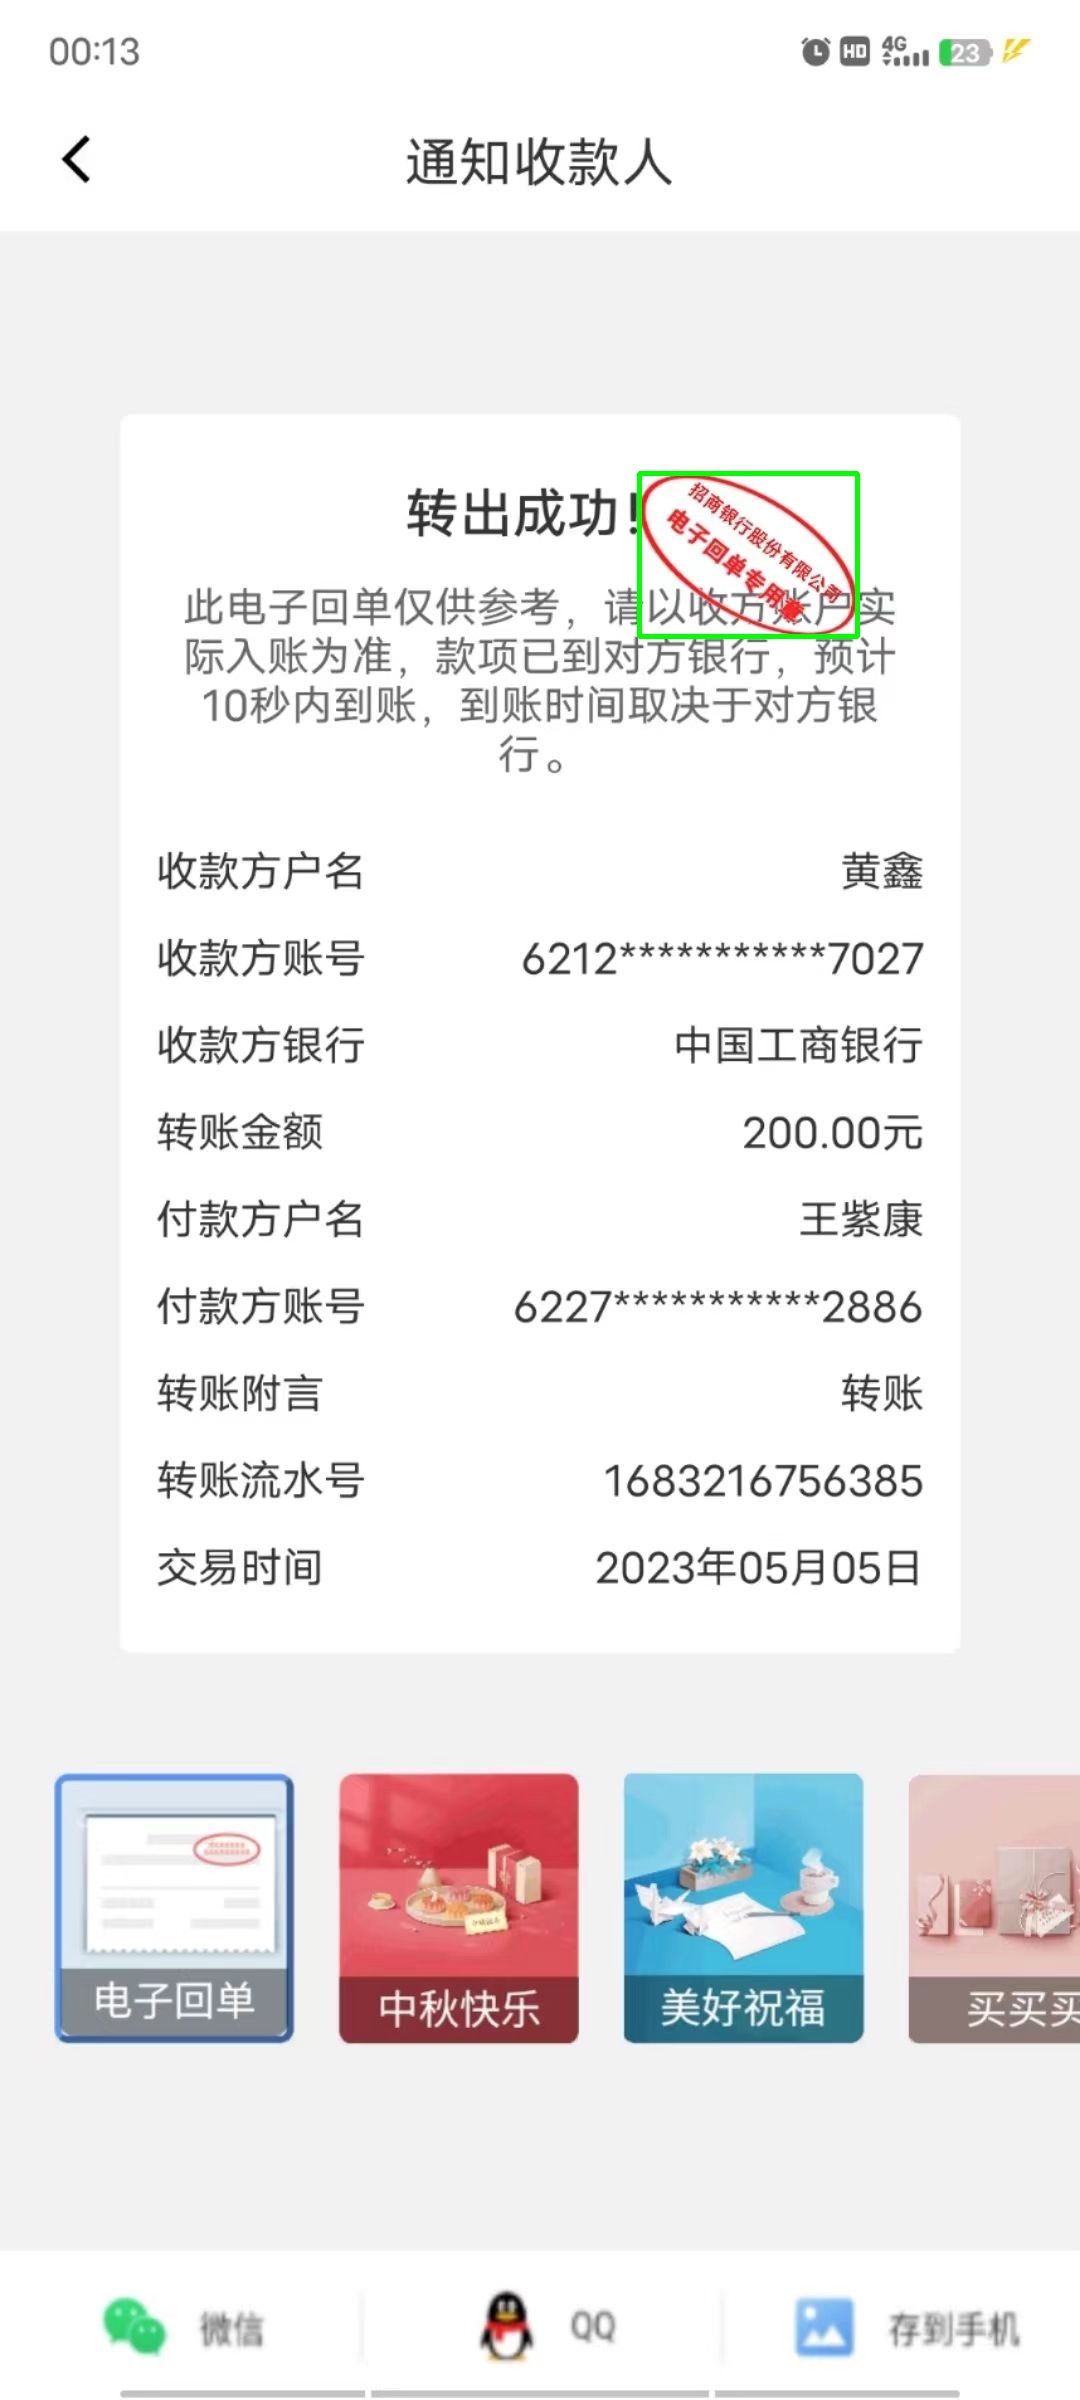 00:13
HD 4G 23
通知收款人
转出成功!
招商银行股份有限公司
电子回单专用章
此电子回单仅供参考，请以收方账户实
际入账为准，款项已到对方银行，预计
10秒内到账，到账时间取决于对方银
行。
收款方户名 黄鑫
收款方账号 6212***********7027
收款方银行 中国工商银行
转账金额 200.00元
付款方户名 王紫康
付款方账号 6227***********2886
转账附言 转账
转账流水号 1683216756385
交易时间 2023年05月05日
电子回单 中秋快乐 美好祝福 买买买
微信 QQ 存到手机